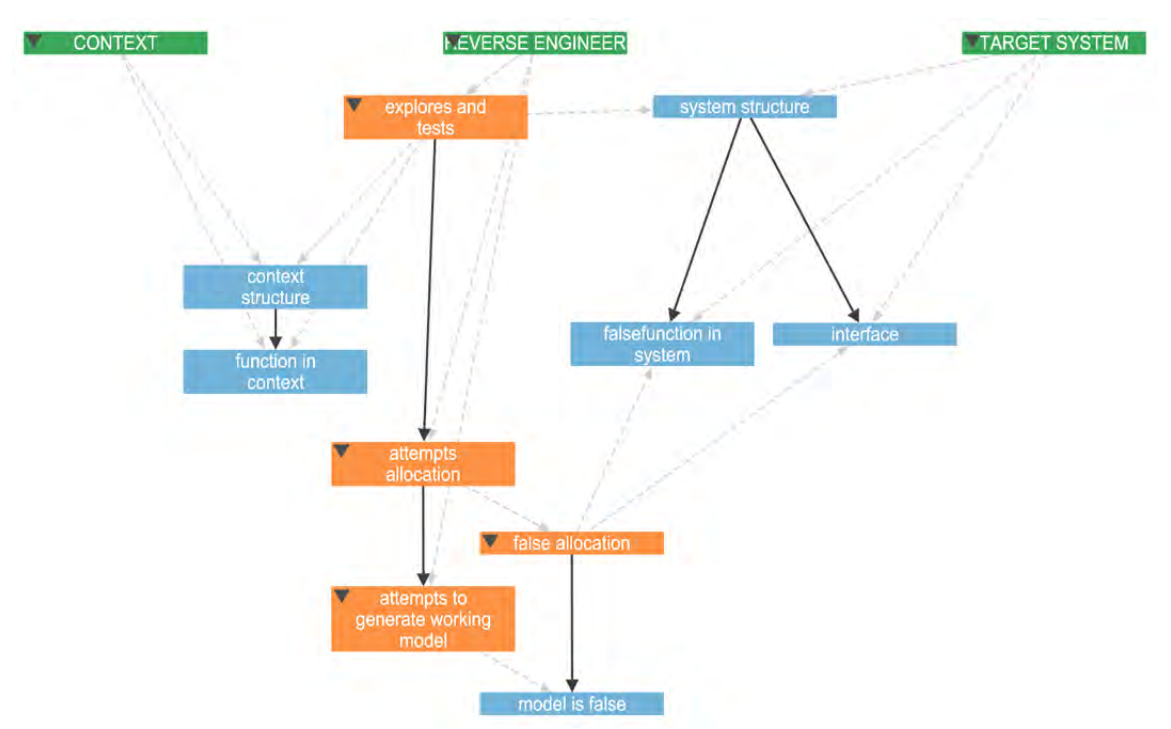 CONTEXT
REVERSE ENGINEER
TARGET SYSTEM
explores and
tests
system structure
context
structure
function in
context
falsefunction in
system
interface
attempts
allocation
false allocation
attempts to
generate working
model
model is false